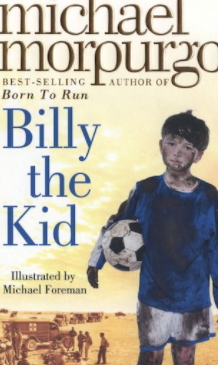 michael
morpurgo
BEST-SELLING AUTHOR OF
Born To Run
Billy
the
Kid
Illustrated by
Michael Foreman